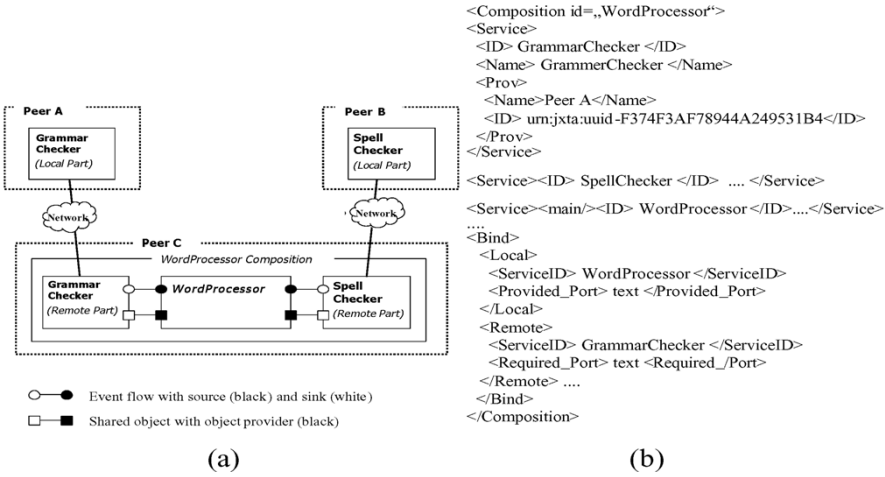 Peer A
Grammar
Checker
(Local Part)
Peer B
Spell
Checker
(Local Part)
Network
Network
Peer C
WordProcessor Composition
Grammar
Checker
(Remote Part)
WordProcessor
Spell
Checker
(Remote Part)
Event flow with source (black) and sink (white)
Shared object with object provider (black)
(a)
<Composition id=„WordProcessor“>
<Service>
<ID> GrammarChecker </ID>
<Name> GrammerChecker </Name>
<Prov>
<Name>Peer A</Name>
<ID> urn:jxta:uuid-F374F3AF78944A249531B4</ID>
</Prov>
</Service>
<Service><ID> SpellChecker </ID> .... </Service>
<Service><main/><ID> WordProcessor </ID>....</Service>
....
<Bind>
<Local>
<ServiceID> WordProcessor </ServiceID>
<Provided_Port> text </Provided_Port>
</Local>
<Remote>
<ServiceID> GrammarChecker </ServiceID>
<Required_Port> text <Required_/Port>
</Remote> ....
</Bind>
</Composition>
(b)